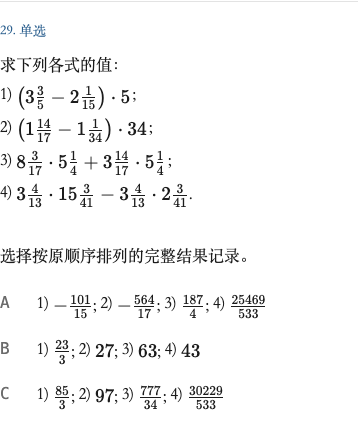 29. 单选
求下列各式的值：
1) (3 3/5 − 2 1/15) · 5;
2) (1 14/17 − 1 1/34) · 34;
3) 8 3/17 · 5 1/4 + 3 14/17 · 5 1/4;
4) 3 4/13 · 15 3/41 − 3 4/13 · 2 3/41.
选择按原顺序排列的完整结果记录。
A 1) −101/15; 2) −564/17; 3) 187/4; 4) 25469/533
B 1) 23/3; 2) 27; 3) 63; 4) 43
C 1) 85/3; 2) 97; 3) 777/34; 4) 30229/533